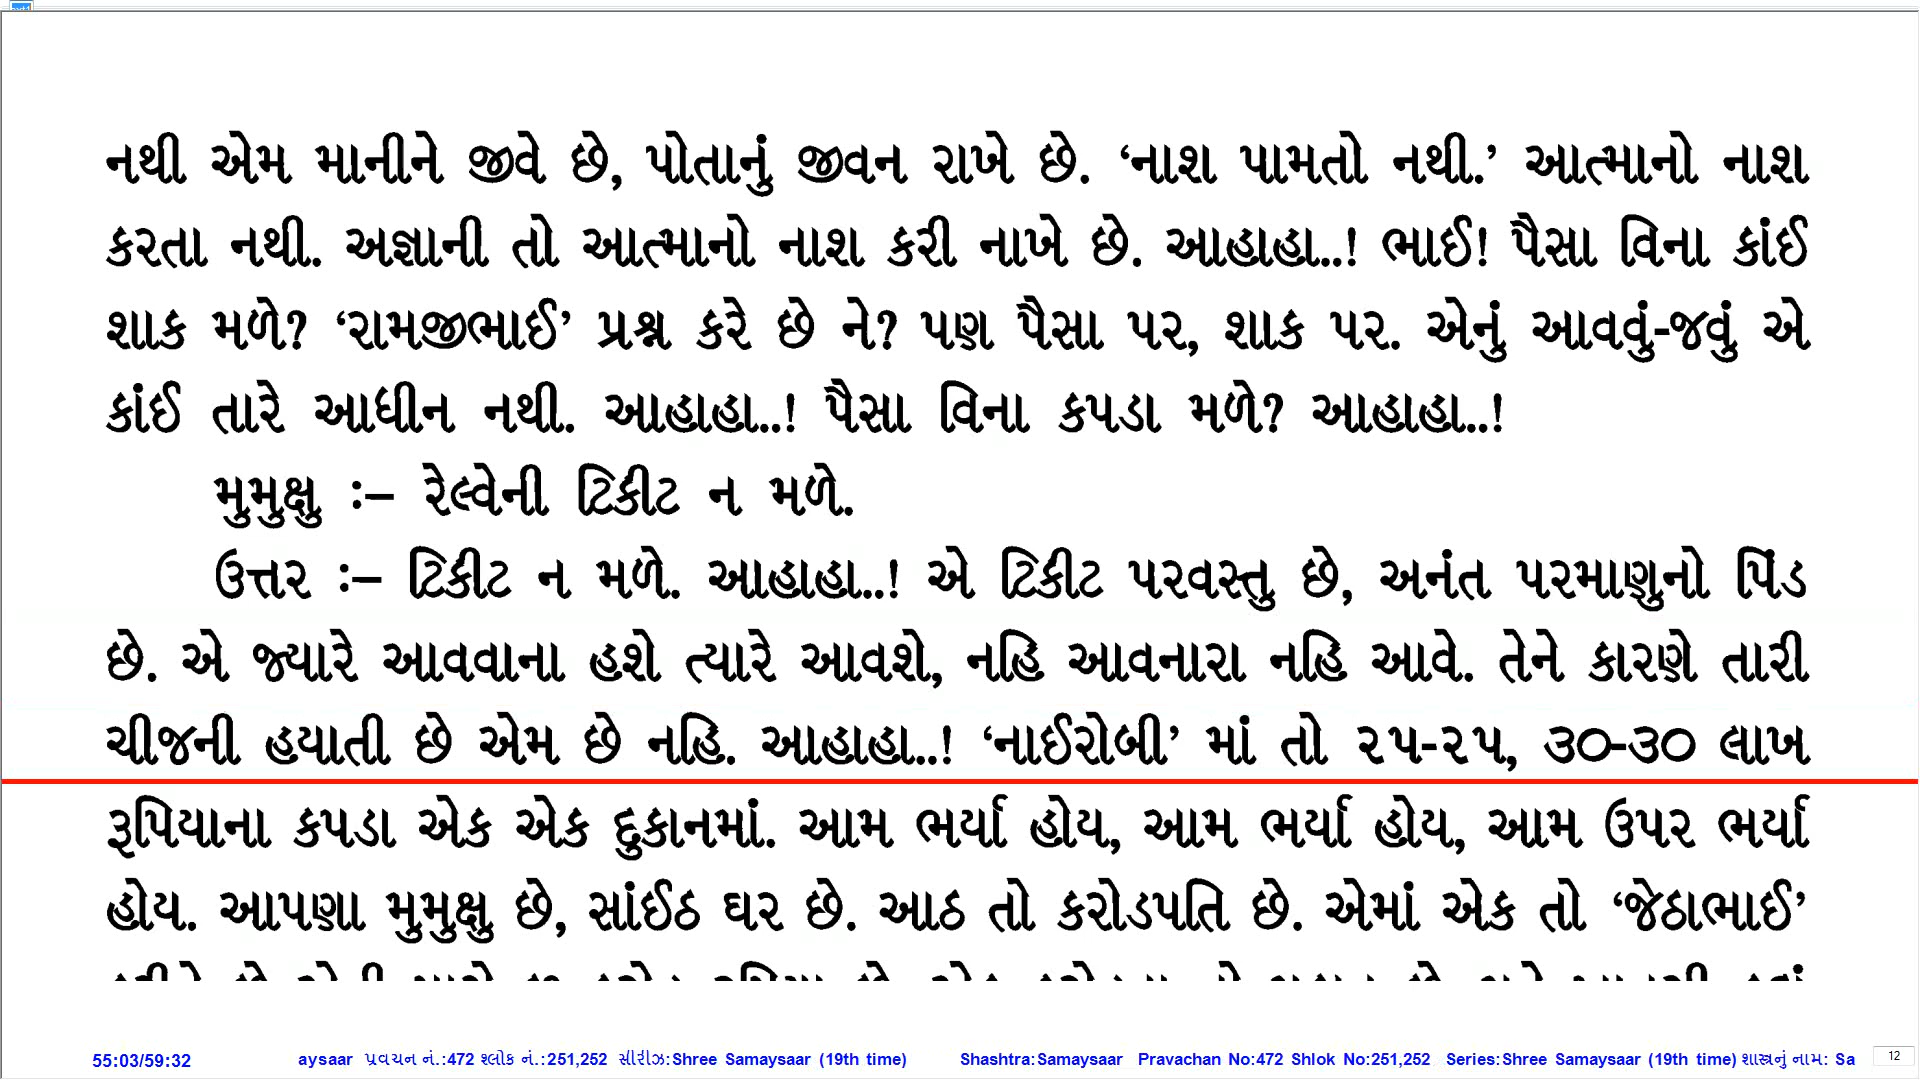 નથી એમ માનીને જીવે છે, પોતાનું જીવન રાખે છે. ‘નાશ પામતો નથી.’ આત્માનો નાશ
કરતા નથી. અજ્ઞાની તો આત્માનો નાશ કરી નાખે છે. આહાહા..! ભાઈ! પૈસા વિના કાંઈ
શાક મળે? ‘રામજીભાઈ’ પ્રશ્ન કરે છે ને? પણ પૈસા પર, શાક પર. એનું આવવું-જવું એ
કાંઈ તારે આધીન નથી. આહાહા..! પૈસા વિના કપડા મળે? આહાહા..!
મુમુક્ષુ :– રેલ્વેની ટિકીટ ન મળે.
ઉત્તર :– ટિકીટ ન મળે. આહાહા..! એ ટિકીટ પરવસ્તુ છે, અનંત પરમાણુનો પિંડ
છે. એ જ્યારે આવવાના હશે ત્યારે આવશે, નહિ આવનારા નહિ આવે. તેને કારણે તારી
ચીજની હયાતી છે એમ છે નહિ. આહાહા..! ‘નાઈરોબી’ માં તો ૨૫-૨૫, ૩૦-૩૦ લાખ
રૂપિયાના કપડા એક એક દુકાનમાં. આમ ભર્યા હોય, આમ ભર્યા હોય, આમ ઉપર ભર્યા
હોય. આપણા મુમુક્ષુ છે, સાંઈઠ ઘર છે. આઠ તો કરોડપતિ છે. એમાં એક તો ‘જેઠાભાઈ’
55:03/59:32 aysaar પ્રવચન નં.:472 શ્લોક નં.:251,252 સીરીઝ:Shree Samaysaar (19th time) Shashtra:Samaysaar Pravachan No:472 Shlok No:251,252 Series:Shree Samaysaar (19th time) શાસ્ત્રનું નામ: Sa 12